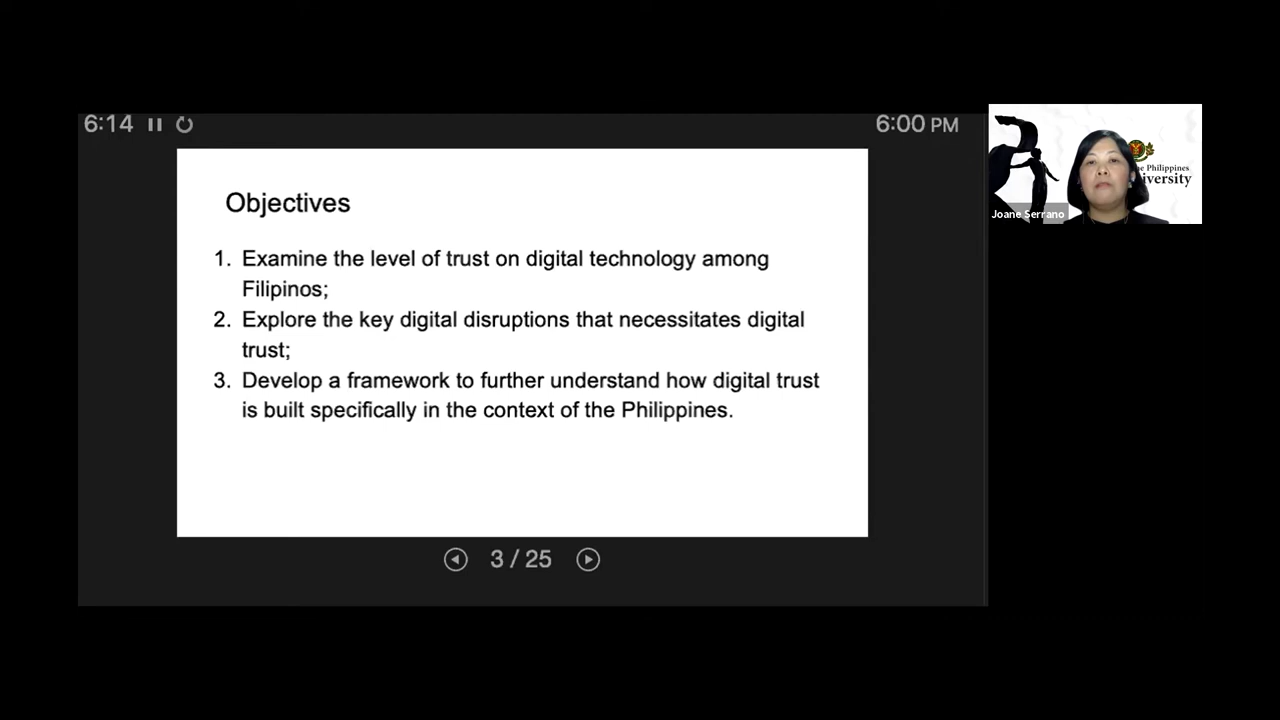 6:14
6:00 PM
Objectives
1. Examine the level of trust on digital technology among
Filipinos;
2. Explore the key digital disruptions that necessitates digital
trust;
3. Develop a framework to further understand how digital trust
is built specifically in the context of the Philippines.
3 / 25
Philippines
Joane Serrano